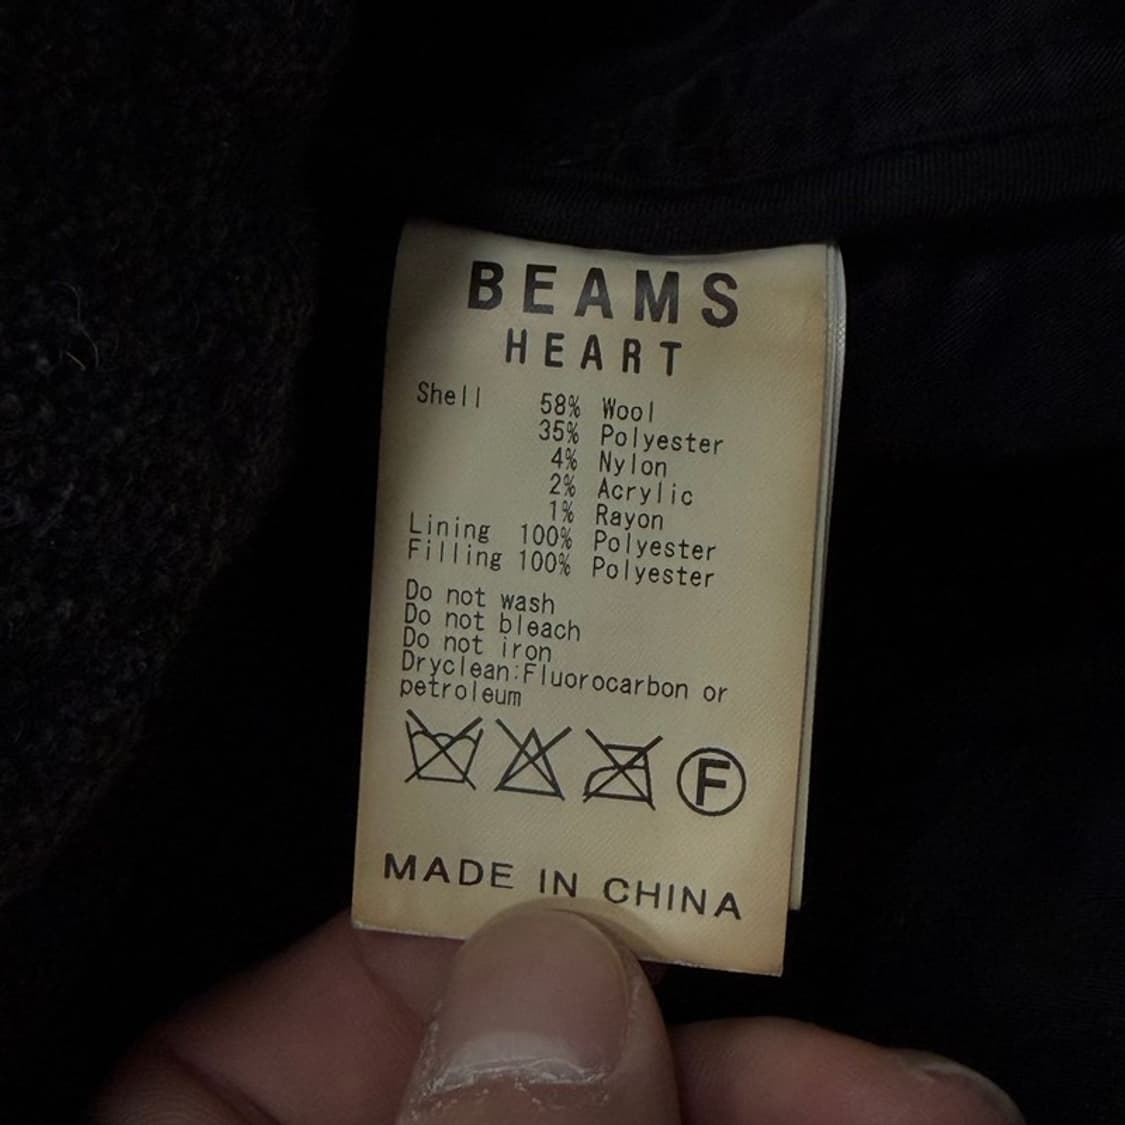 BEAMS
HEART
Shell 58% Wool
35% Polyester
4% Nylon
2% Acrylic
1% Rayon
Lining 100% Polyester
Filling 100% Polyester
Do not wash
Do not bleach
Do not iron
Dryclean:Fluorocarbon or
petroleum
F
MADE IN CHINA